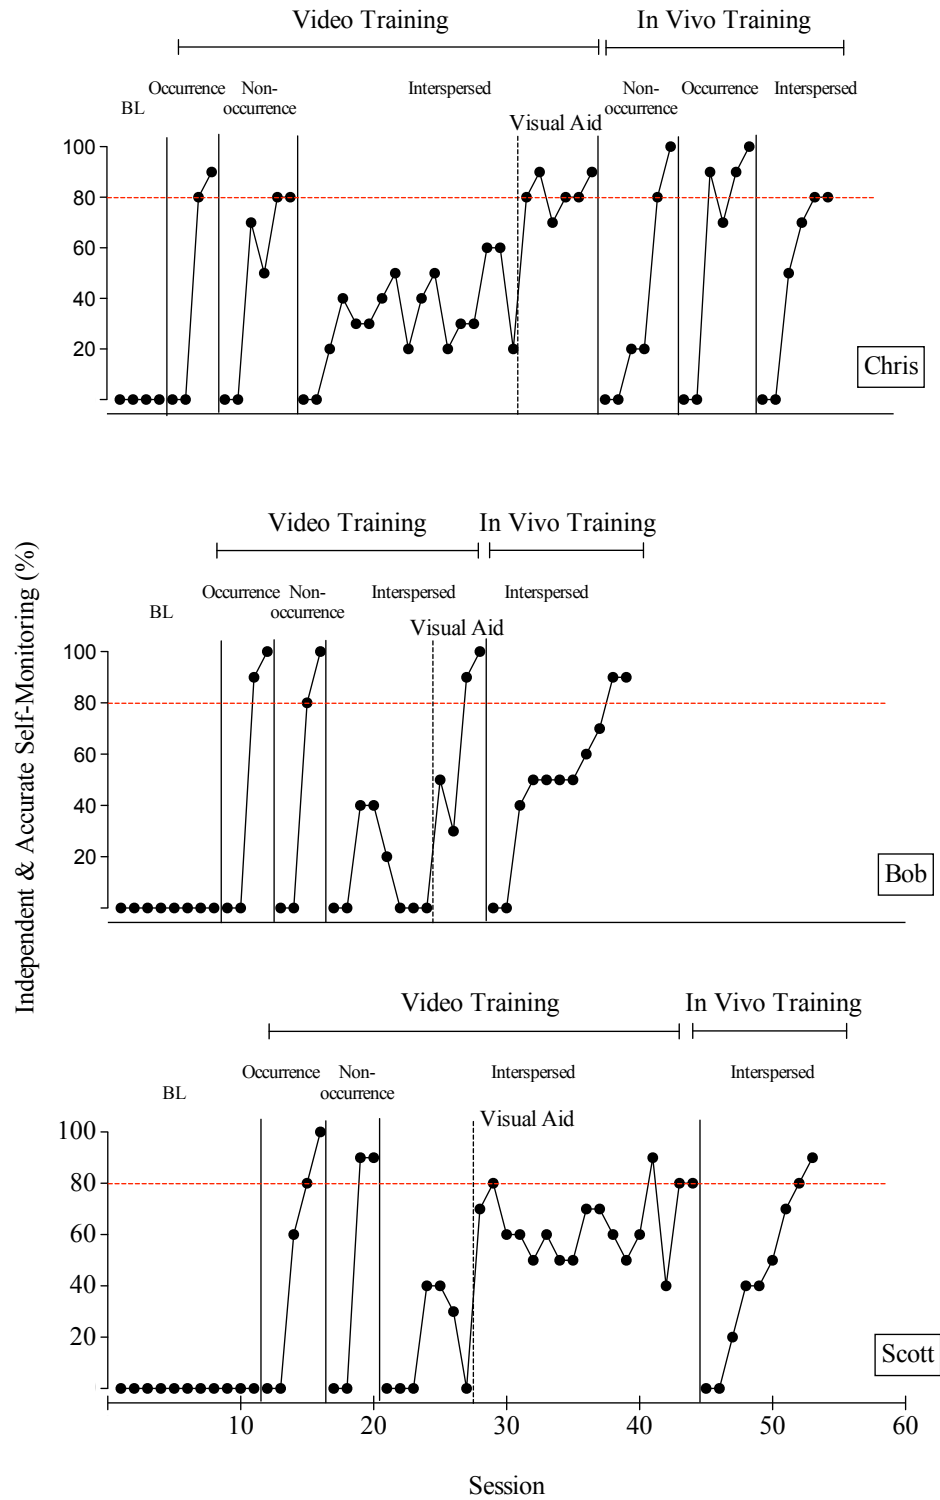 Video Training
In Vivo Training
Occurrence
Non-
occurrence
Interspersed
Non-
occurrence
Occurrence
Interspersed
BL
Visual Aid
100
80
60
40
20
Chris
Video Training
In Vivo Training
Occurrence
Non-
occurrence
Interspersed
Interspersed
BL
Visual Aid
100
80
60
40
20
Bob
Independent & Accurate Self-Monitoring (%)
Video Training
In Vivo Training
Occurrence
Non-
occurrence
Interspersed
Interspersed
BL
Visual Aid
100
80
60
40
20
Scott
10 20 30 40 50 60
Session